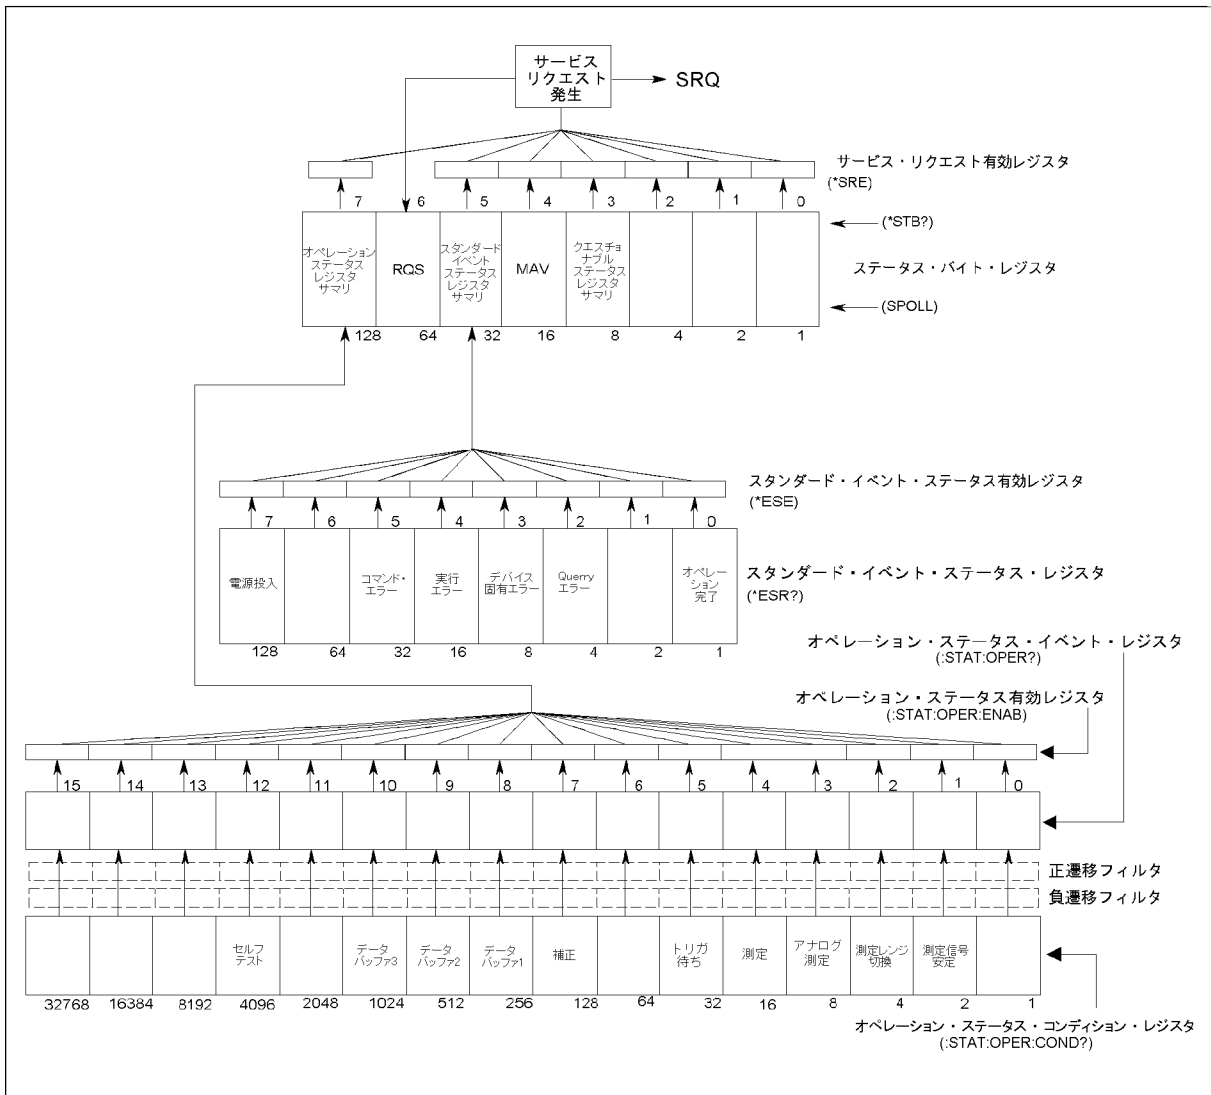 サービス
リクエスト
発生
SRQ
サービス・リクエスト有効レジスタ
(*SRE)
7 6 5 4 3 2 1 0
(*STB?)
オペレーション
ステータス
レジスタ
サマリ
RQS
スタンダード
イベント
ステータス
レジスタ
サマリ
MAV
クエスチョ
ナブル
ステータス
レジスタ
サマリ
ステータス・バイト・レジスタ
(SPOLL)
128 64 32 16 8 4 2 1
スタンダード・イベント・ステータス有効レジスタ
(*ESE)
7 6 5 4 3 2 1 0
電源投入
コマンド・
エラー
実行
エラー
デバイス
固有エラー
Querry
エラー
オペレー
ション
完了
スタンダード・イベント・ステータス・レジスタ
(*ESR?)
128 64 32 16 8 4 2 1
オペレーション・ステータス・イベント・レジスタ
(:STAT:OPER?)
オペレーション・ステータス有効レジスタ
(:STAT:OPER:ENAB)
15 14 13 12 11 10 9 8 7 6 5 4 3 2 1 0
正遷移フィルタ
負遷移フィルタ
セルフ
テスト
データ
バッファ3
データ
バッファ2
データ
バッファ1
補正
トリガ
待ち
測定
アナログ
測定
測定レンジ
切換
測定信号
安定
32768 16384 8192 4096 2048 1024 512 256 128 64 32 16 8 4 2 1
オペレーション・ステータス・コンディション・レジスタ
(:STAT:OPER:COND?)